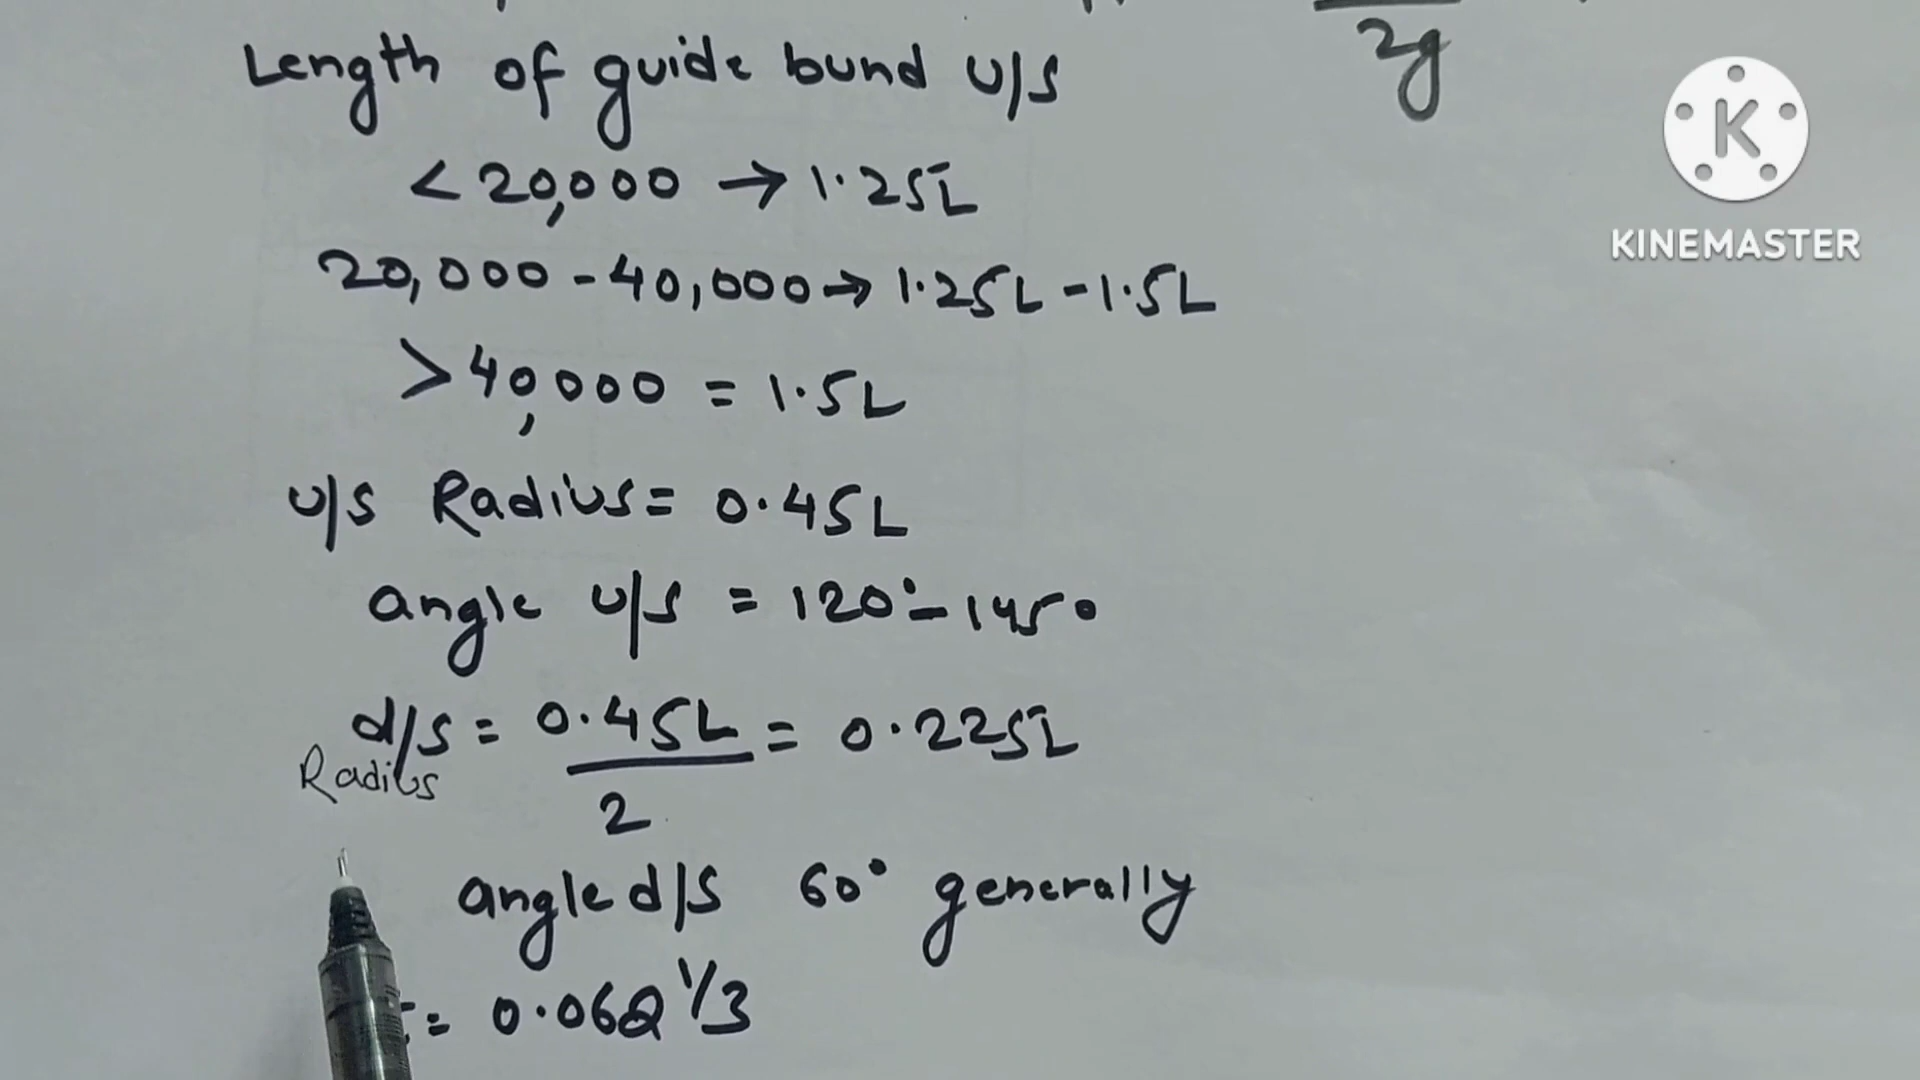 2g
Length of guide bund u/s
< 20,000 → 1.25L
20,000 - 40,000 → 1.25L - 1.5L
> 40,000 = 1.5L
u/s Radius = 0.45L
angle u/s = 120° - 145°
d/s = 0.45L / 2 = 0.225L
Radius
angle d/s 60° generally
= 0.06Q^1/3
K
KINEMASTER